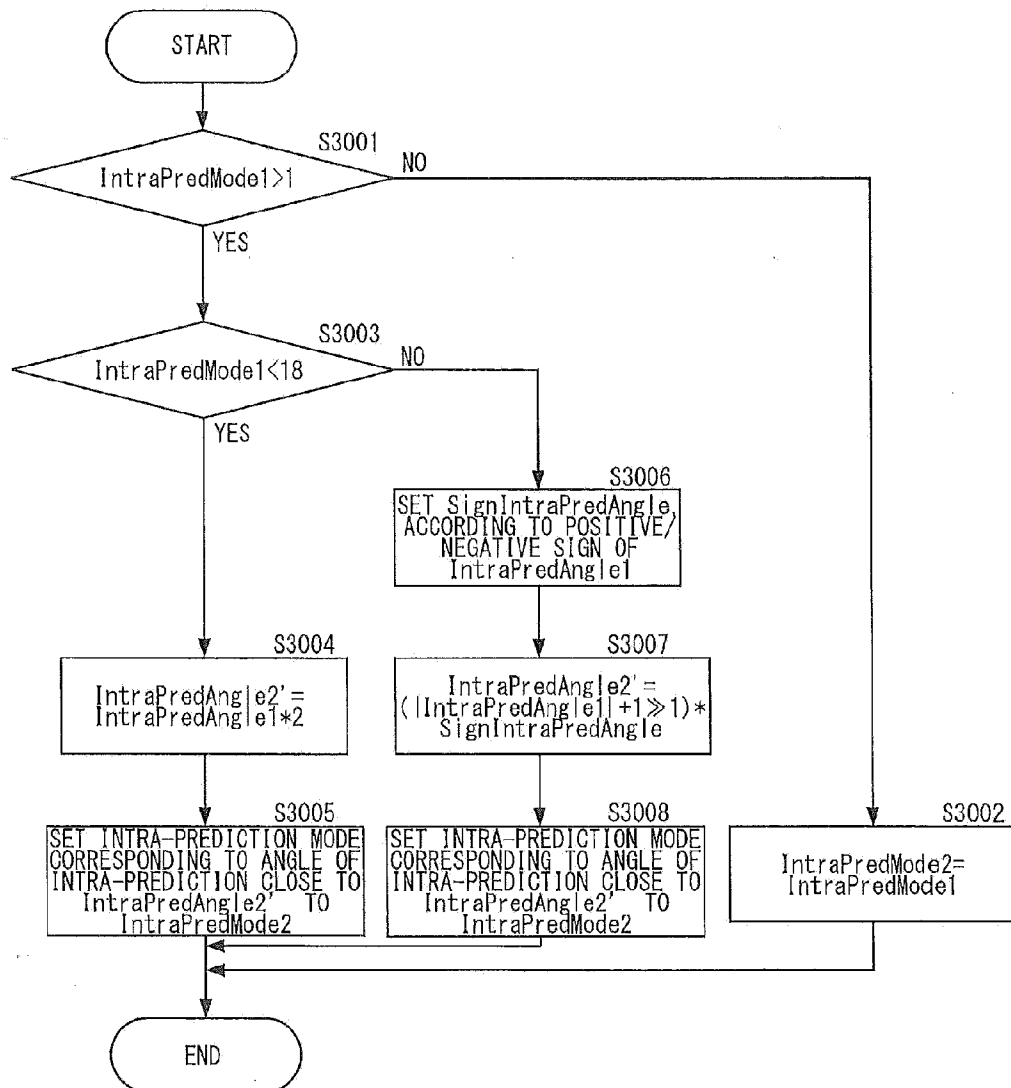 START
S3001
IntraPredMode1>1
NO
YES
S3003
IntraPredMode1<18
NO
YES
S3006
SET SignIntraPredAngle,
ACCORDING TO POSITIVE/
NEGATIVE SIGN OF
IntraPredAngle1
S3004
IntraPredAngle2'=
IntraPredAngle1*2
S3007
IntraPredAngle2'=
(|IntraPredAngle1|+1≫1)*
SignIntraPredAngle
S3005
SET INTRA-PREDICTION MODE
CORRESPONDING TO ANGLE OF
INTRA-PREDICTION CLOSE TO
IntraPredAngle2' TO
IntraPredMode2
S3008
SET INTRA-PREDICTION MODE
CORRESPONDING TO ANGLE OF
INTRA-PREDICTION CLOSE TO
IntraPredAngle2' TO
IntraPredMode2
S3002
IntraPredMode2=
IntraPredMode1
END